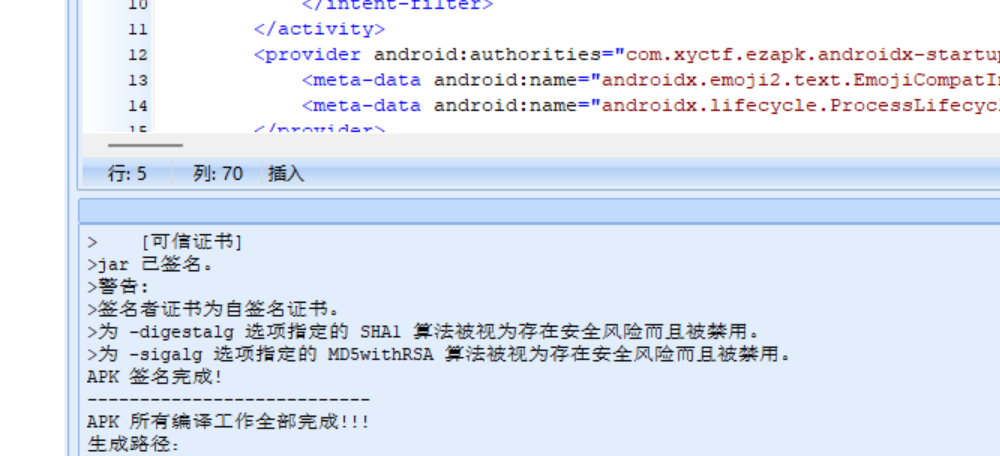 10 </intent-filter>
11 </activity>
12 <provider android:authorities="com.xyctf.ezapk.androidx-startup
13 <meta-data android:name="androidx.emoji2.text.EmojiCompatIn
14 <meta-data android:name="androidx.lifecycle.ProcessLifecyc
15 </provider>
行: 5 列: 70 插入
> [可信证书]
>jar 已签名。
>警告:
>签名者证书为自签名证书。
>为 -digestalg 选项指定的 SHA1 算法被视为存在安全风险而且被禁用。
>为 -sigalg 选项指定的 MD5withRSA 算法被视为存在安全风险而且被禁用。
APK 签名完成!
---------------------------
APK 所有编译工作全部完成!!!
生成路径: